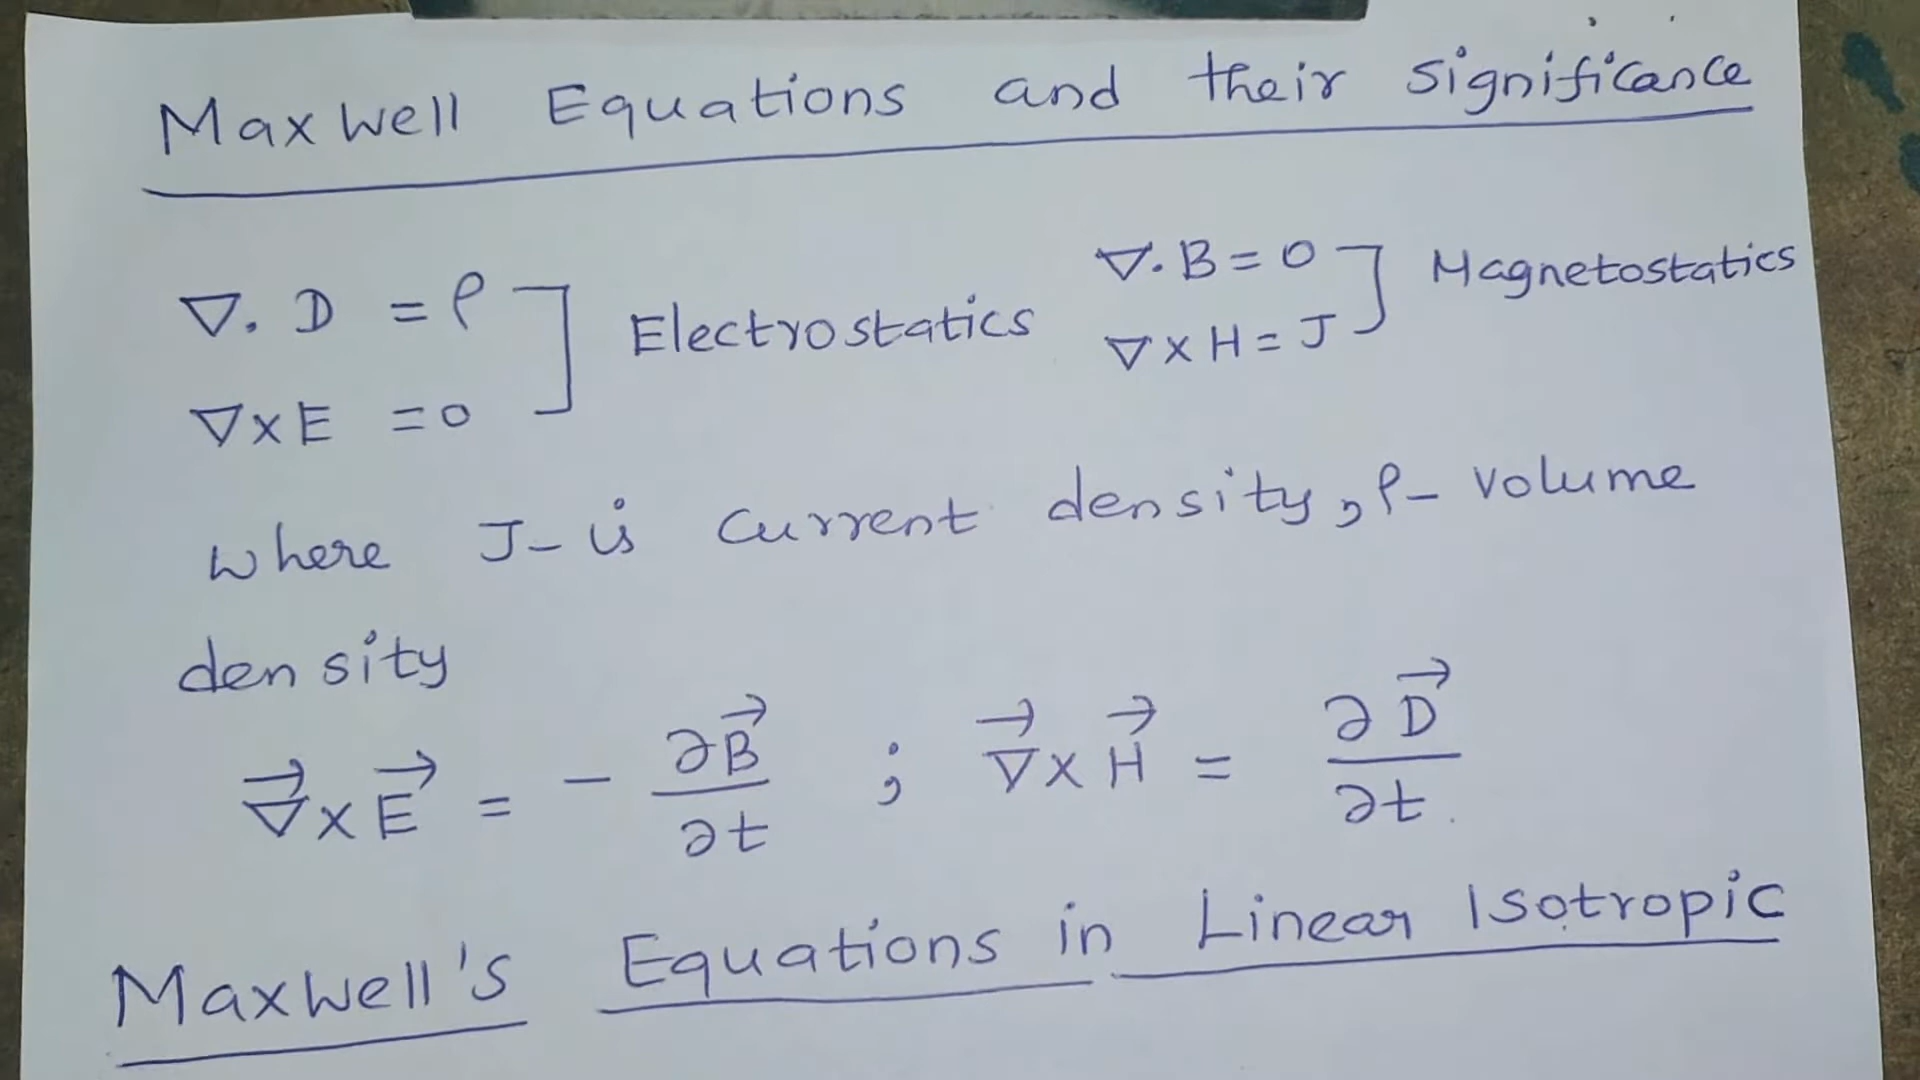 Maxwell Equations and their significance
∇. D = ρ ] Electrostatics
∇×E = 0
∇. B = 0 ] Magnetostatics
∇×H = J
where J- is current density, ρ- volume
density
∇⃗×E⃗ = - ∂B⃗/∂t ; ∇⃗×H⃗ = ∂D⃗/∂t.
Maxwell's Equations in Linear Isotropic